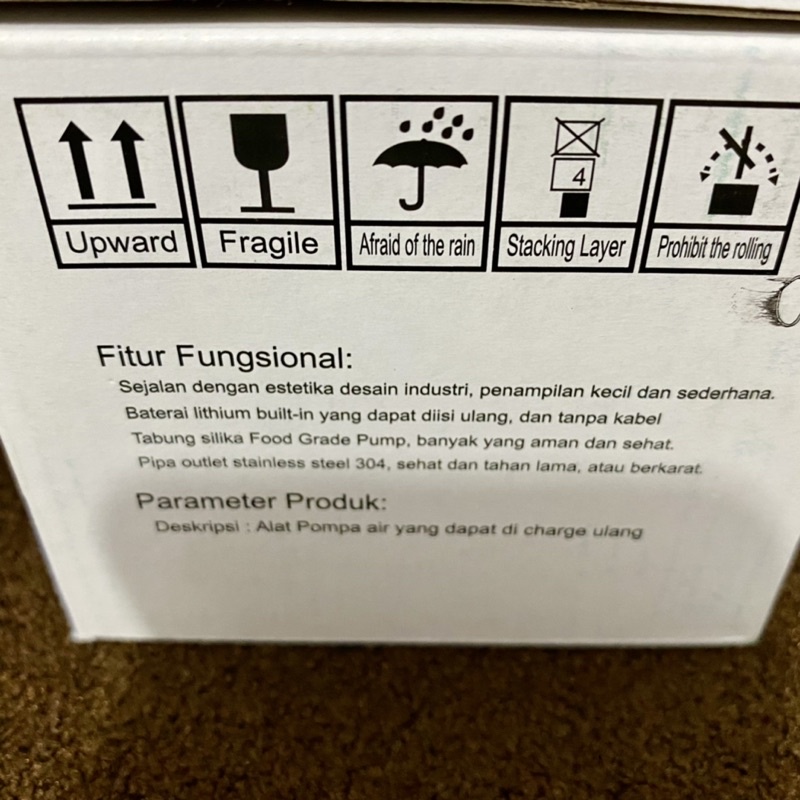 Upward
Fragile
Afraid of the rain
4
Stacking Layer
Prohibit the rolling
Fitur Fungsional:
Sejalan dengan estetika desain industri, penampilan kecil dan sederhana.
Baterai lithium built-in yang dapat diisi ulang, dan tanpa kabel
Tabung silika Food Grade Pump, banyak yang aman dan sehat.
Pipa outlet stainless steel 304, sehat dan tahan lama, atau berkarat.
Parameter Produk:
Deskripsi : Alat Pompa air yang dapat di charge ulang